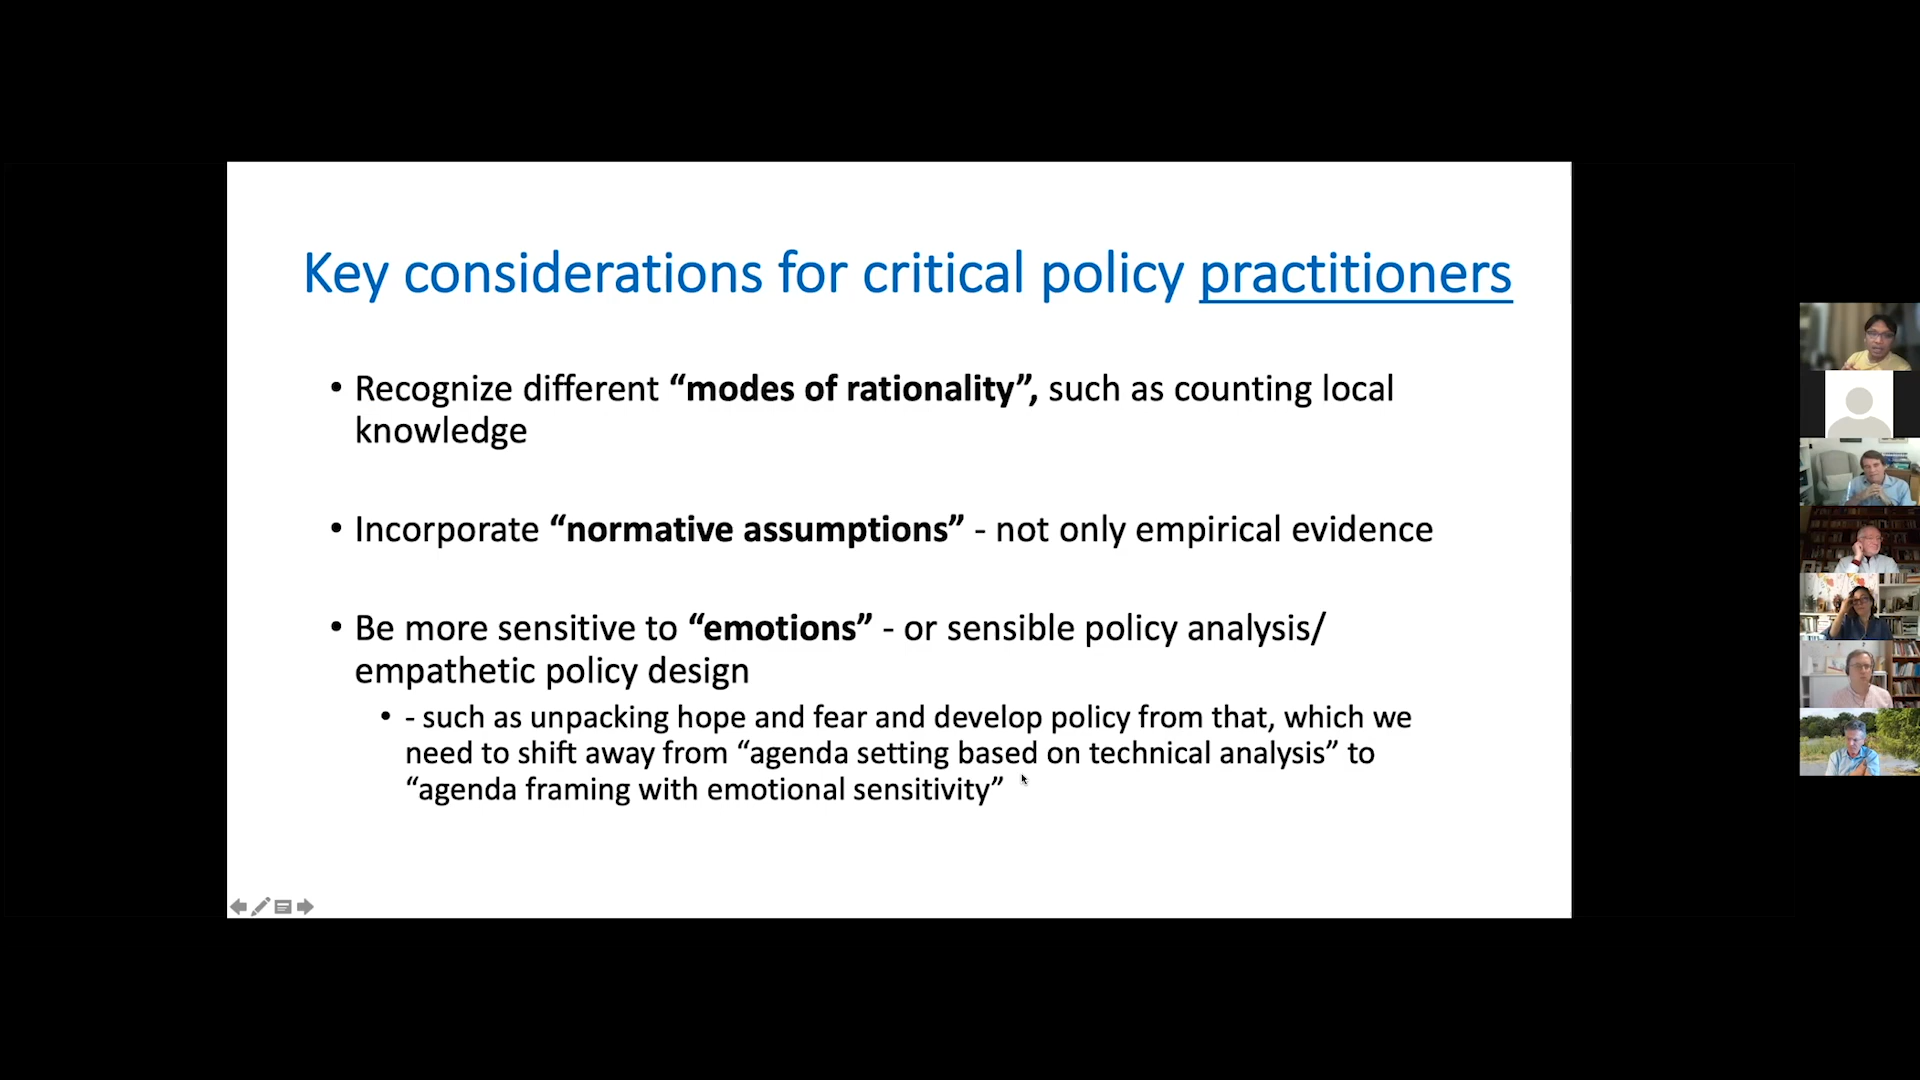 Key considerations for critical policy practitioners
• Recognize different “modes of rationality”, such as counting local
knowledge
• Incorporate “normative assumptions” - not only empirical evidence
• Be more sensitive to “emotions” - or sensible policy analysis/
empathetic policy design
• - such as unpacking hope and fear and develop policy from that, which we
need to shift away from “agenda setting based on technical analysis” to
“agenda framing with emotional sensitivity”